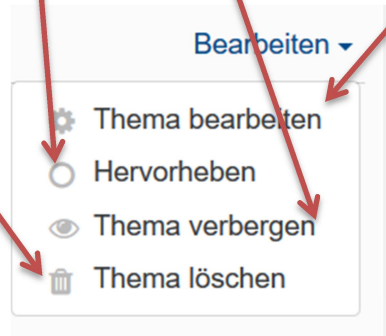 Bearbeiten
Thema bearbeiten
Hervorheben
Thema verbergen
Thema löschen